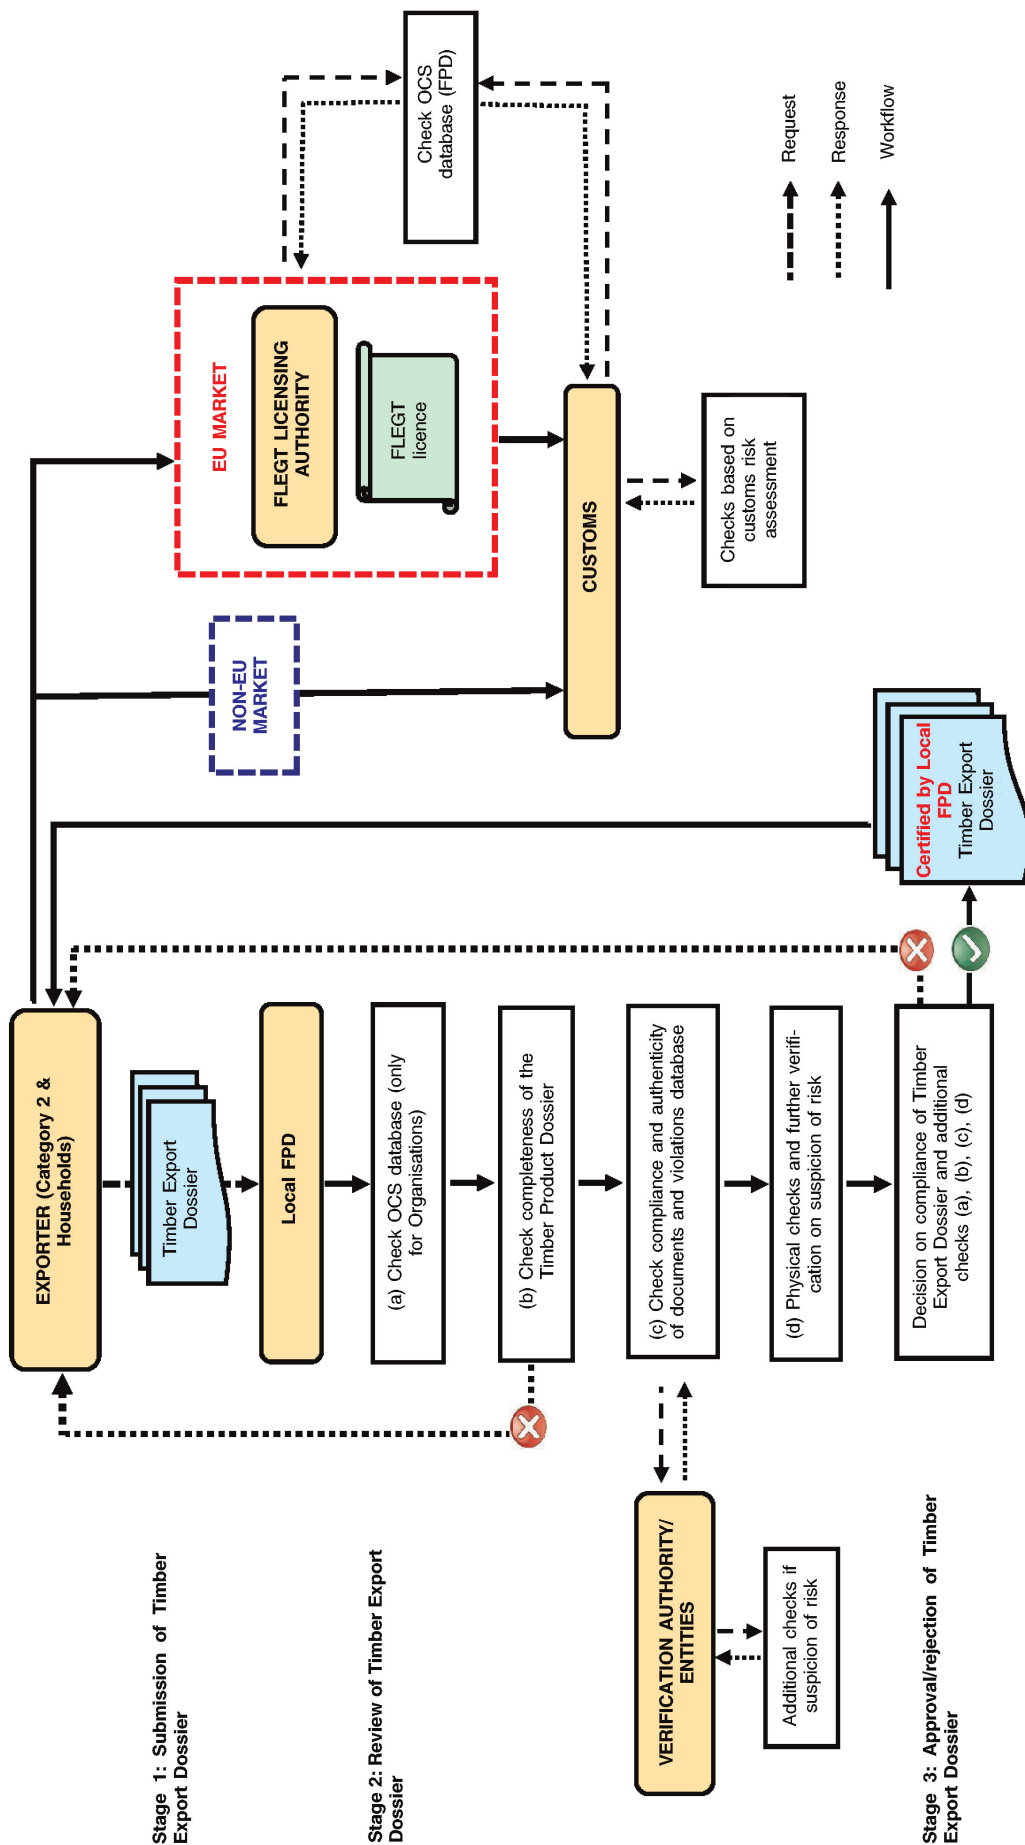 Stage 1: Submission of Timber
Export Dossier
Stage 2: Review of Timber Export
Dossier
Stage 3: Approval/rejection of Timber
Export Dossier
EXPORTER (Category 2 &
Households)
Timber Export
Dossier
Local FPD
(a) Check OCS database (only
for Organisations)
(b) Check completeness of the
Timber Product Dossier
(c) Check compliance and authenticity
of documents and violations database
(d) Physical checks and further verifi-
cation on suspicion of risk
Decision on compliance of Timber
Export Dossier and additional
checks (a), (b), (c), (d)
VERIFICATION AUTHORITY/
ENTITIES
Additional checks if
suspicion of risk
Certified by Local
FPD
Timber Export
Dossier
NON-EU
MARKET
EU MARKET
FLEGT LICENSING
AUTHORITY
FLEGT
licence
CUSTOMS
Checks based on
customs risk
assessment
Check OCS
database (FPD)
Request
Response
Workflow